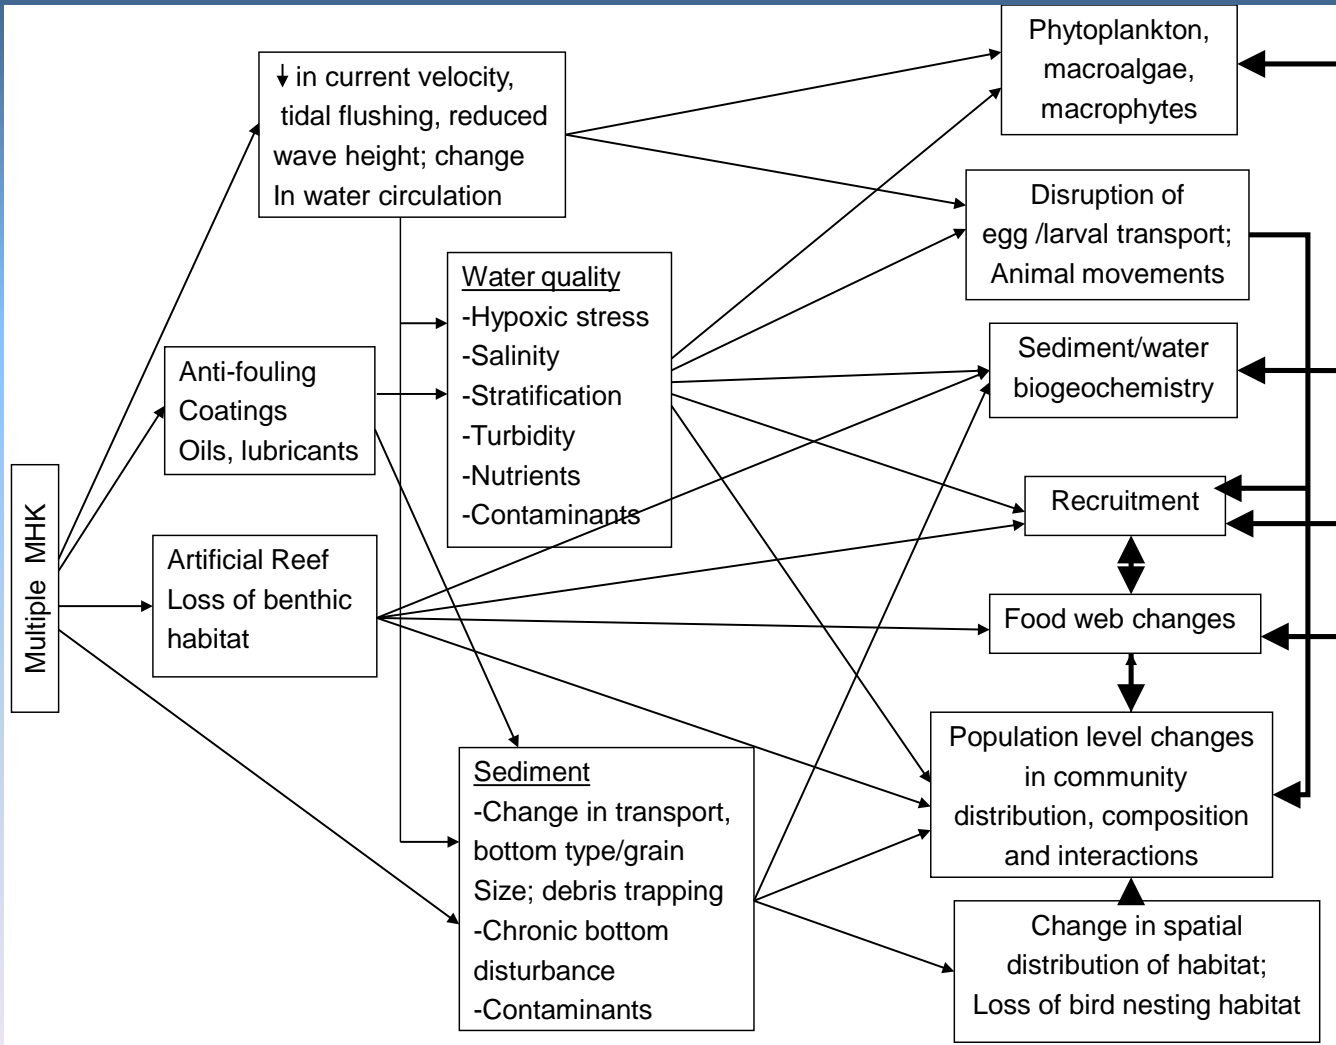 Multiple MHK
↓ in current velocity,
tidal flushing, reduced
wave height; change
In water circulation
Anti-fouling
Coatings
Oils, lubricants
Artificial Reef
Loss of benthic
habitat
Water quality
-Hypoxic stress
-Salinity
-Stratification
-Turbidity
-Nutrients
-Contaminants
Sediment
-Change in transport,
bottom type/grain
Size; debris trapping
-Chronic bottom
disturbance
-Contaminants
Phytoplankton,
macroalgae,
macrophytes
Disruption of
egg /larval transport;
Animal movements
Sediment/water
biogeochemistry
Recruitment
Food web changes
Population level changes
in community
distribution, composition
and interactions
Change in spatial
distribution of habitat;
Loss of bird nesting habitat